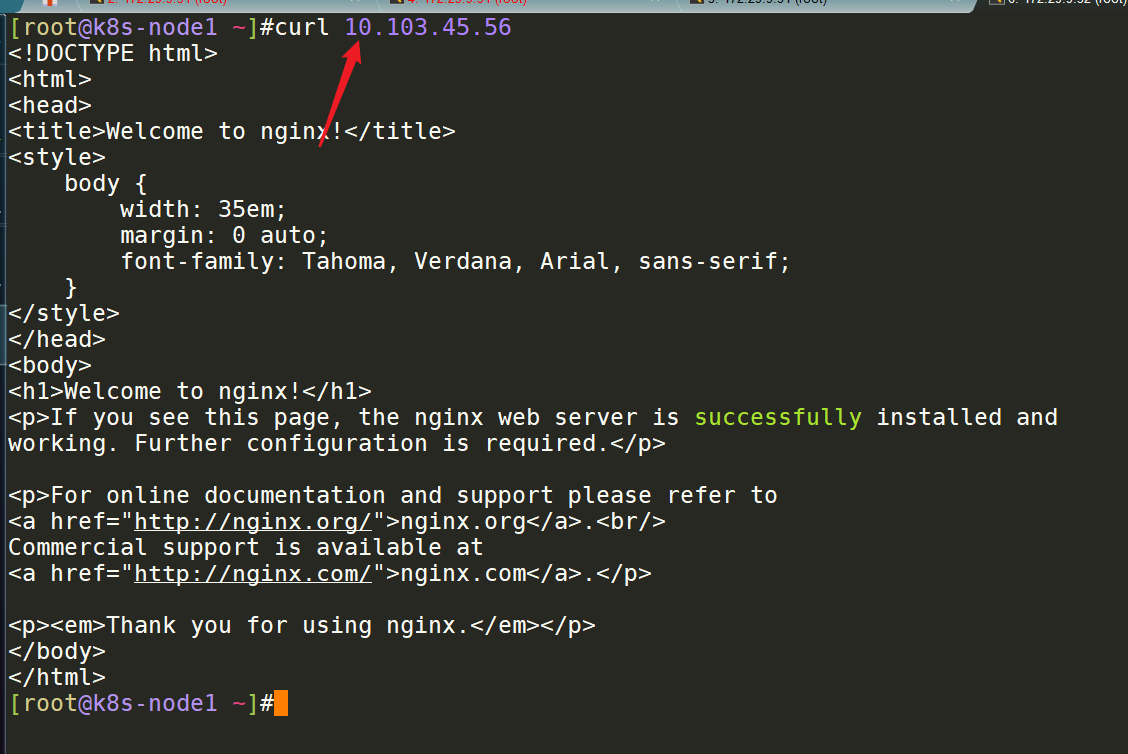 [root@k8s-node1 ~]#curl 10.103.45.56
<!DOCTYPE html>
<html>
<head>
<title>Welcome to nginx!</title>
<style>
    body {
        width: 35em;
        margin: 0 auto;
        font-family: Tahoma, Verdana, Arial, sans-serif;
    }
</style>
</head>
<body>
<h1>Welcome to nginx!</h1>
<p>If you see this page, the nginx web server is successfully installed and
working. Further configuration is required.</p>

<p>For online documentation and support please refer to
<a href="http://nginx.org/">nginx.org</a>.<br/>
Commercial support is available at
<a href="http://nginx.com/">nginx.com</a>.</p>

<p><em>Thank you for using nginx.</em></p>
</body>
</html>
[root@k8s-node1 ~]#